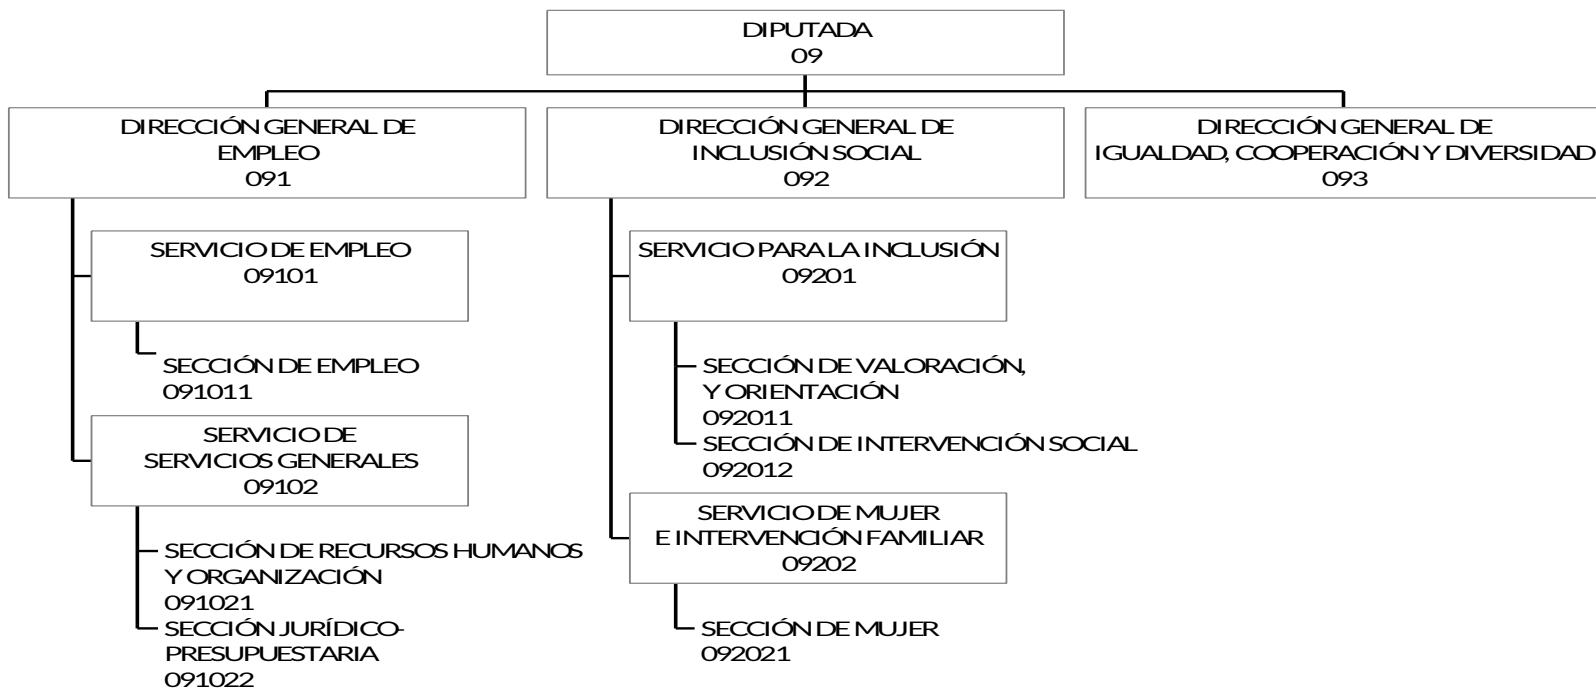 DIPUTADA
09
DIRECCIÓN GENERAL DE
EMPLEO
091
SERVICIO DE EMPLEO
09101
SECCIÓN DE EMPLEO
091011
SERVICIO DE
SERVICIOS GENERALES
09102
SECCIÓN DE RECURSOS HUMANOS
Y ORGANIZACIÓN
091021
SECCIÓN JURÍDICO-
PRESUPUESTARIA
091022
DIRECCIÓN GENERAL DE
INCLUSIÓN SOCIAL
092
SERVICIO PARA LA INCLUSIÓN
09201
SECCIÓN DE VALORACIÓN,
Y ORIENTACIÓN
092011
SECCIÓN DE INTERVENCIÓN SOCIAL
092012
SERVICIO DE MUJER
E INTERVENCIÓN FAMILIAR
09202
SECCIÓN DE MUJER
092021
DIRECCIÓN GENERAL DE
IGUALDAD, COOPERACIÓN Y DIVERSIDAD
093